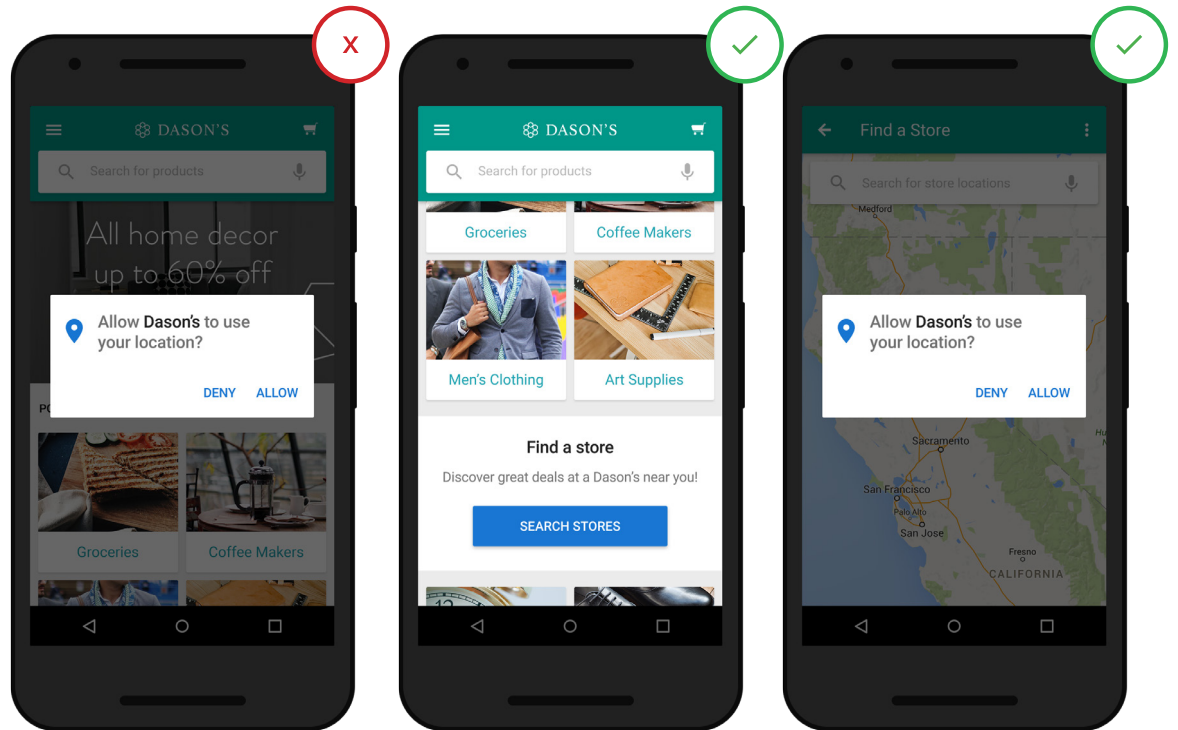 X
DASON'S
Search for products
All home decor
up to 60% off
Allow Dason's to use
your location?
DENY ALLOW
Groceries Coffee Makers
DASON'S
Search for products
Groceries Coffee Makers
Men's Clothing Art Supplies
Find a store
Discover great deals at a Dason's near you!
SEARCH STORES
12
Find a Store
Search for store locations
Medford
Allow Dason's to use
your location?
DENY ALLOW
Sacramento
San Francisco
Palo Alto
San Jose
Fresno
CALIFORNIA